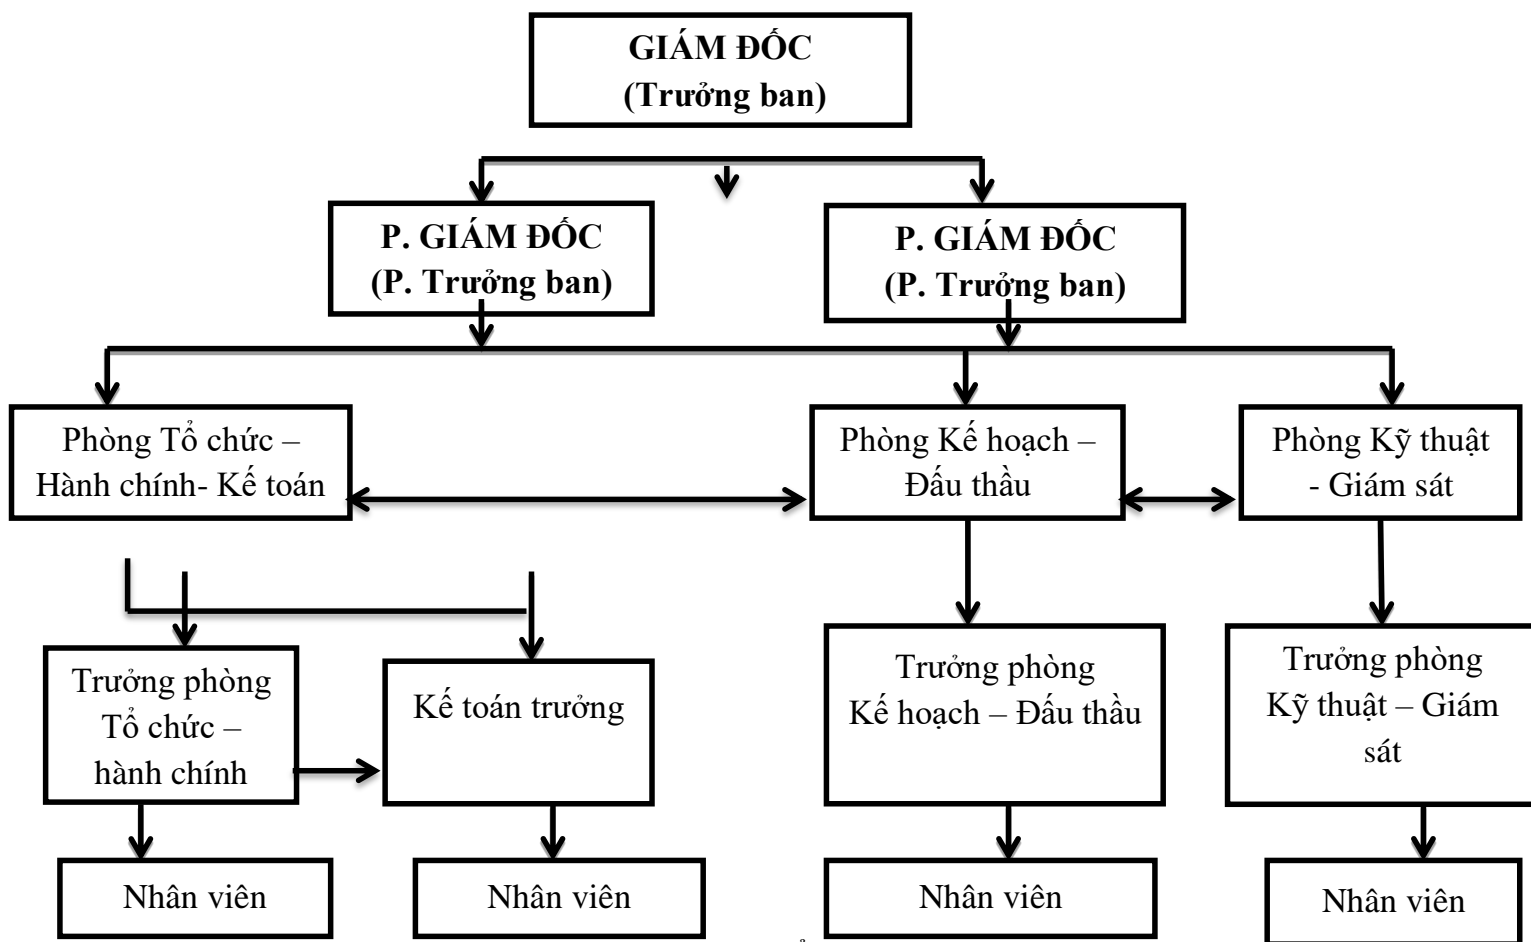 GIÁM ĐỐC
(Trưởng ban)
P. GIÁM ĐỐC
(P. Trưởng ban)
P. GIÁM ĐỐC
(P. Trưởng ban)
Phòng Tổ chức –
Hành chính- Kế toán
Phòng Kế hoạch –
Đấu thầu
Phòng Kỹ thuật
- Giám sát
Trưởng phòng
Tổ chức –
hành chính
Kế toán trưởng
Trưởng phòng
Kế hoạch – Đấu thầu
Trưởng phòng
Kỹ thuật – Giám
sát
Nhân viên
Nhân viên
Nhân viên
Nhân viên